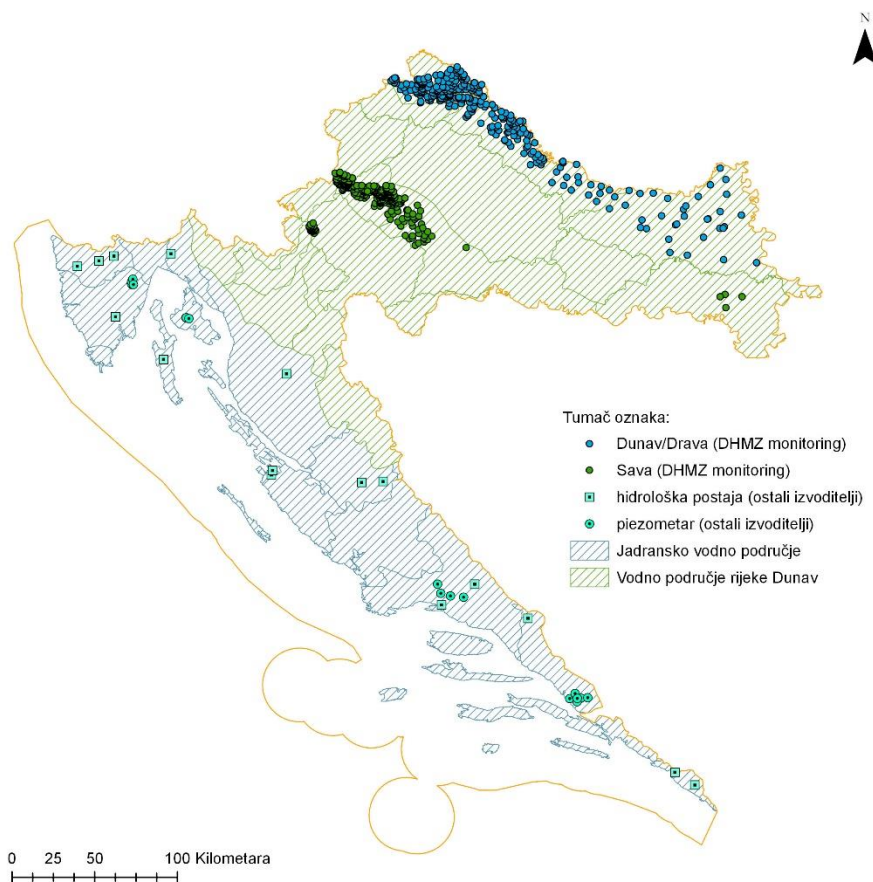 N
Tumač oznaka:
Dunav/Drava (DHMZ monitoring)
Sava (DHMZ monitoring)
hidrološka postaja (ostali izvoditelji)
piezometar (ostali izvoditelji)
Jadransko vodno područje
Vodno područje rijeke Dunav
0 25 50 100 Kilometara